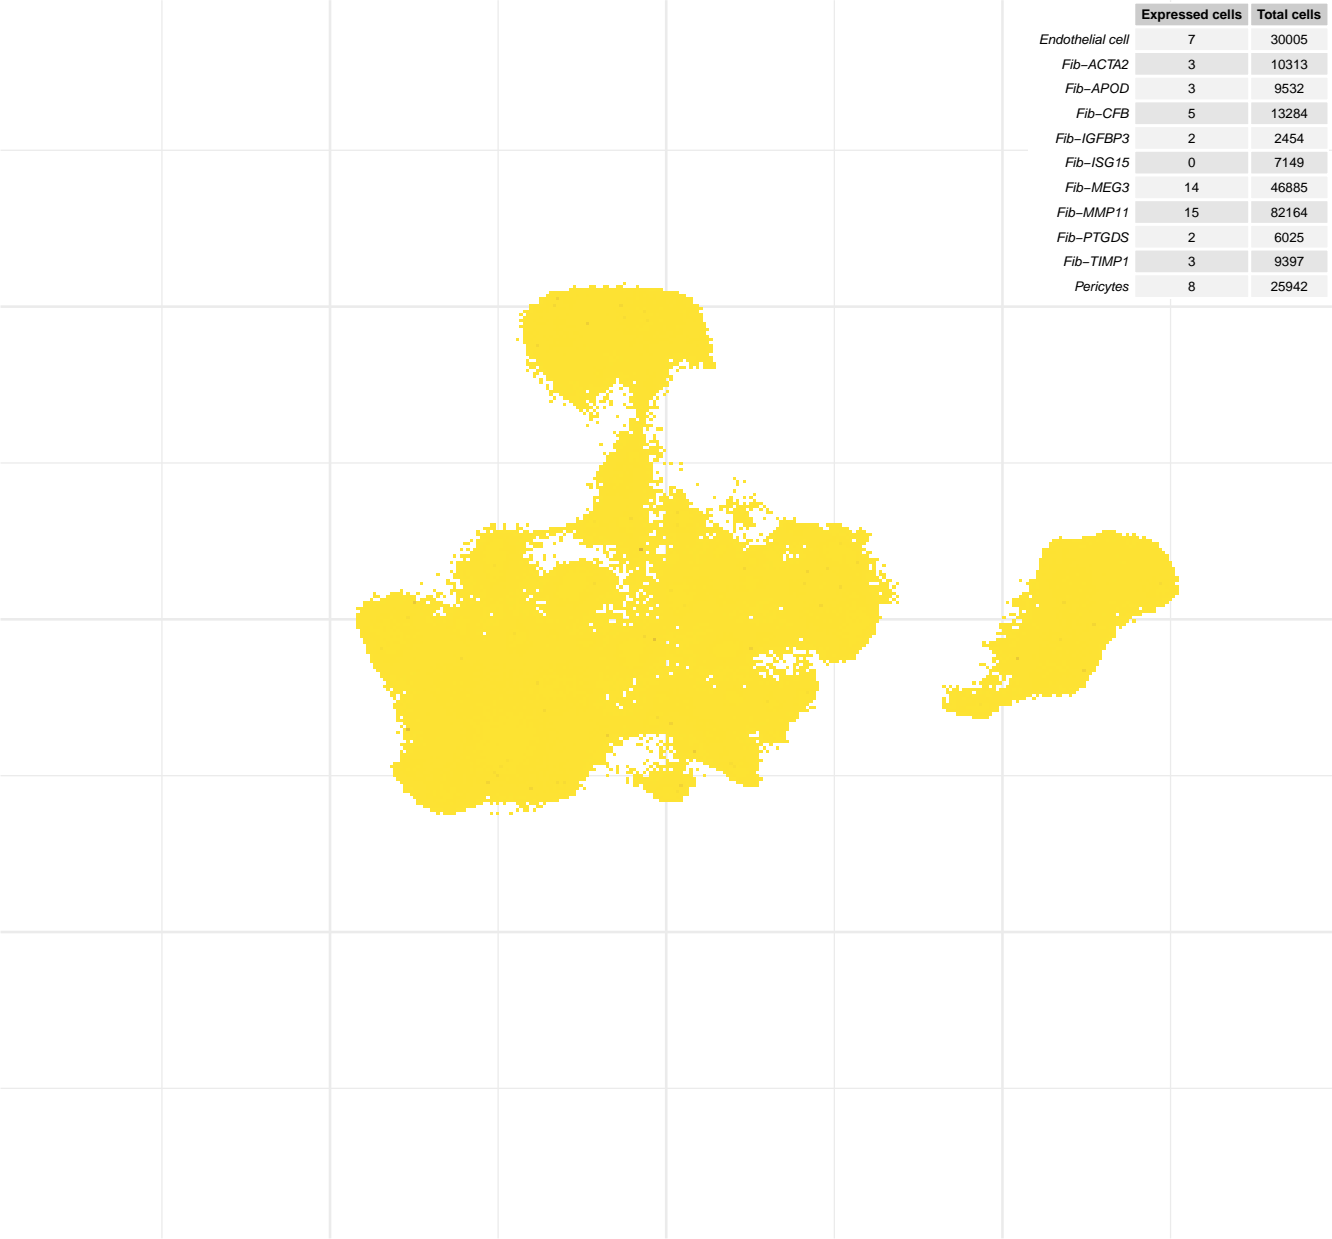 Expressed cells Total cells
Endothelial cell 7 30005
Fib−ACTA2 3 10313
Fib−APOD 3 9532
Fib−CFB 5 13284
Fib−IGFBP3 2 2454
Fib−ISG15 0 7149
Fib−MEG3 14 46885
Fib−MMP11 15 82164
Fib−PTGDS 2 6025
Fib−TIMP1 3 9397
Pericytes 8 25942